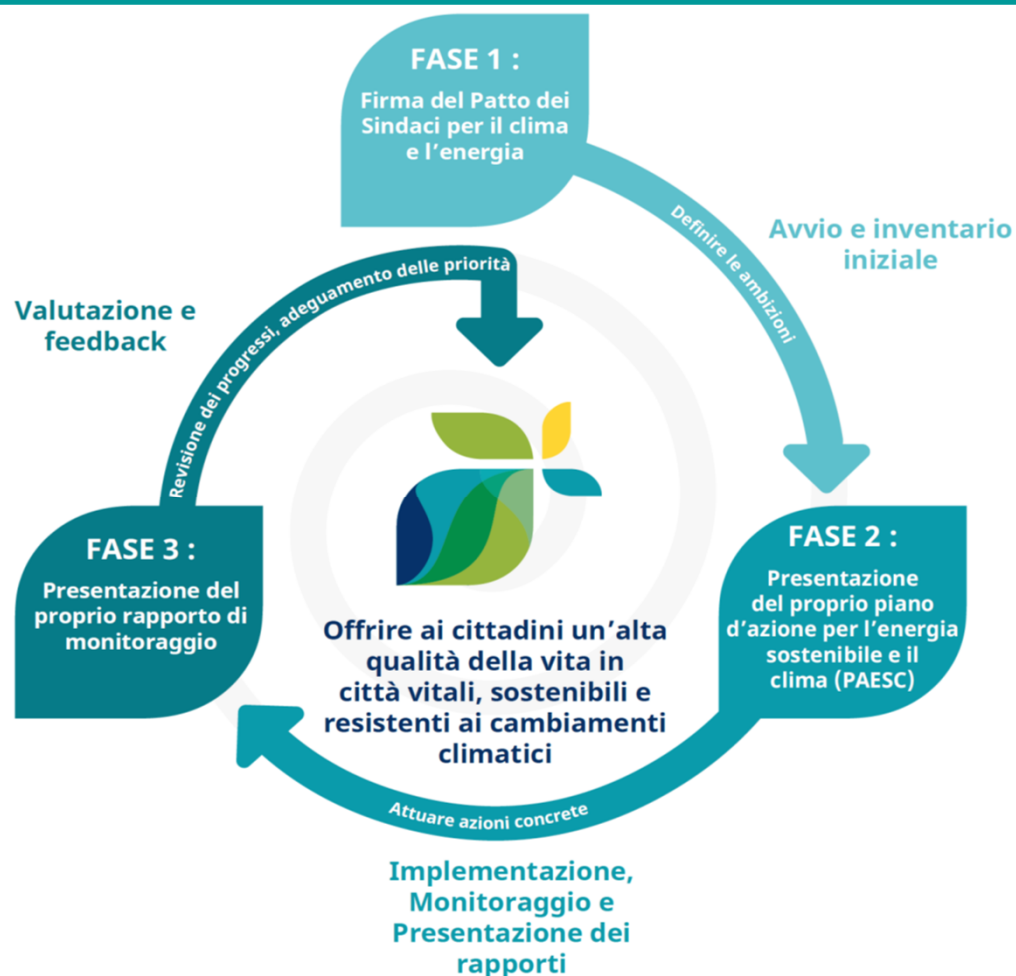 FASE 1 :
Firma del Patto dei
Sindaci per il clima
e l'energia
Definire le ambizioni
Avvio e inventario
iniziale
FASE 2 :
Presentazione
del proprio piano
d'azione per l'energia
sostenibile e il
clima (PAESC)
Attuare azioni concrete
Implementazione,
Monitoraggio e
Presentazione dei
rapporti
FASE 3 :
Presentazione del
proprio rapporto di
monitoraggio
Revisione dei progressi, adeguamento delle priorità
Valutazione e
feedback
Offrire ai cittadini un'alta
qualità della vita in
città vitali, sostenibili e
resistenti ai cambiamenti
climatici